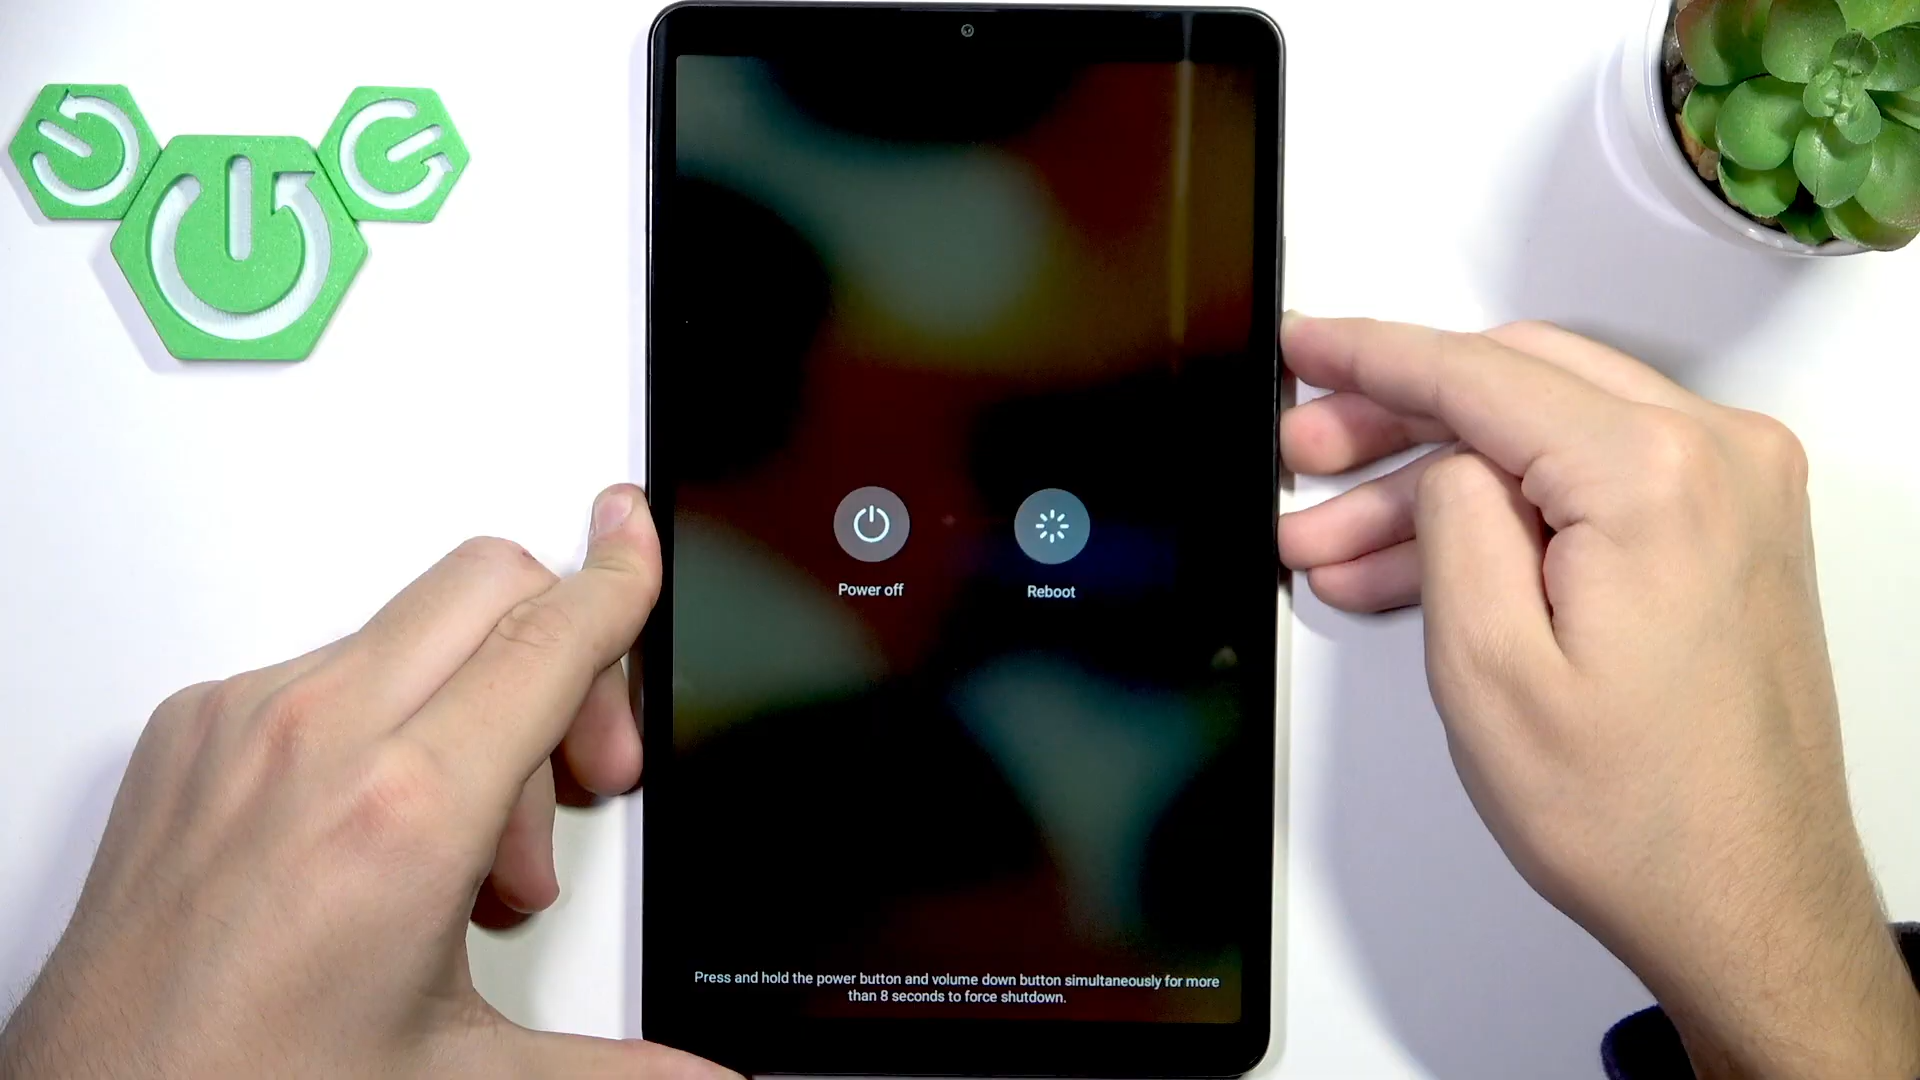 Power off
Reboot
Press and hold the power button and volume down button simultaneously for more
than 8 seconds to force shutdown.